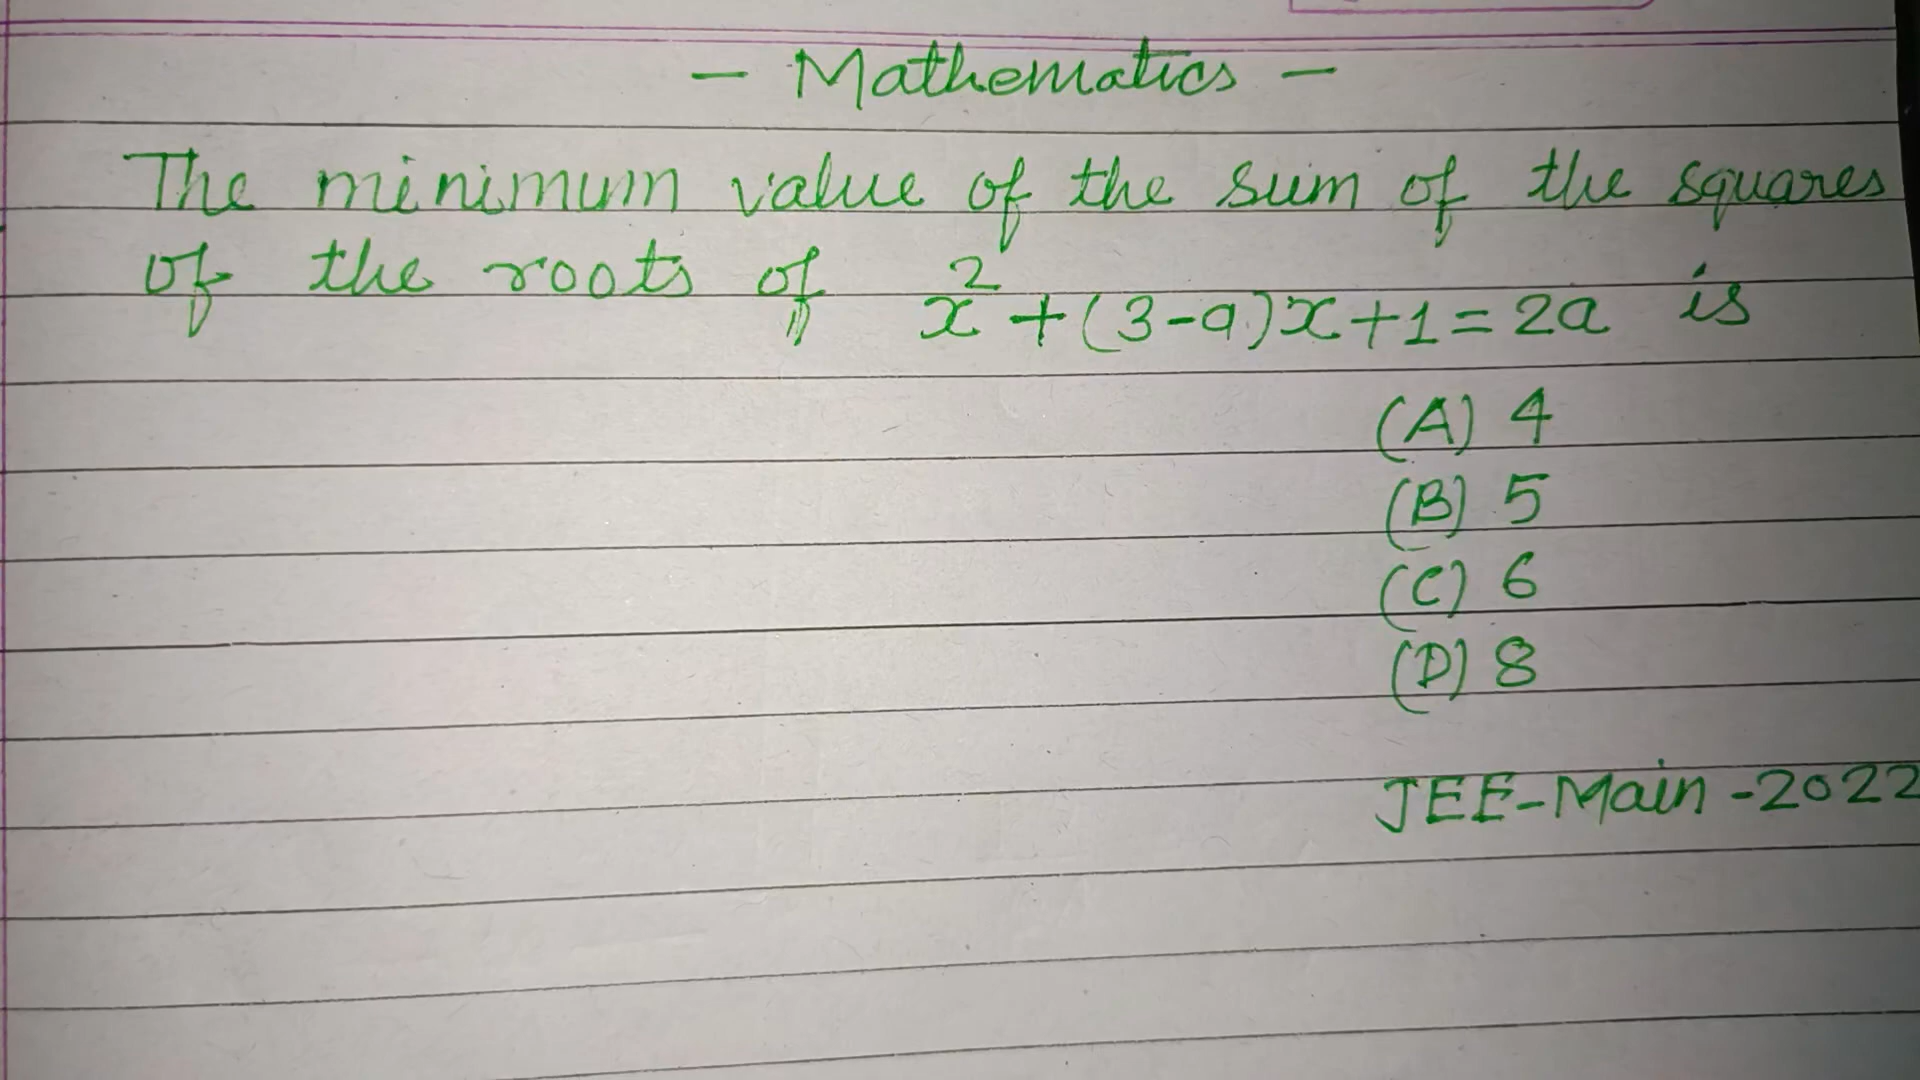 - Mathematics -
The minimum value of the sum of the squares
of the roots of x²+(3-a)x+1=2a is
(A) 4
(B) 5
(C) 6
(D) 8
JEE-Main-2022